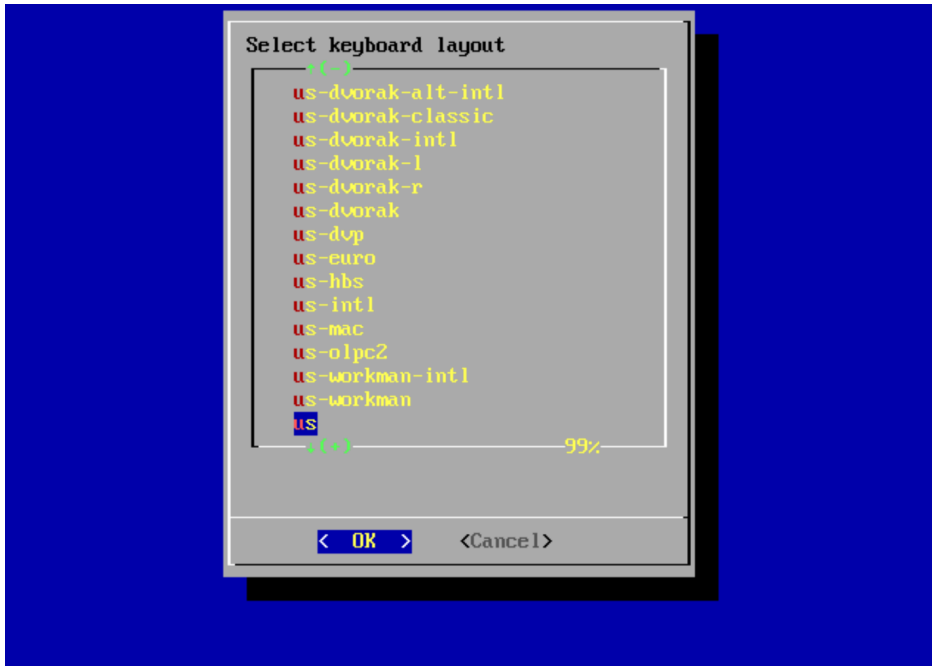 Select keyboard layout
↑(-)
us-dvorak-alt-intl
us-dvorak-classic
us-dvorak-intl
us-dvorak-l
us-dvorak-r
us-dvorak
us-dvp
us-euro
us-hbs
us-intl
us-mac
us-olpc2
us-workman-intl
us-workman
us
↓(+) 99%
< OK > <Cancel>